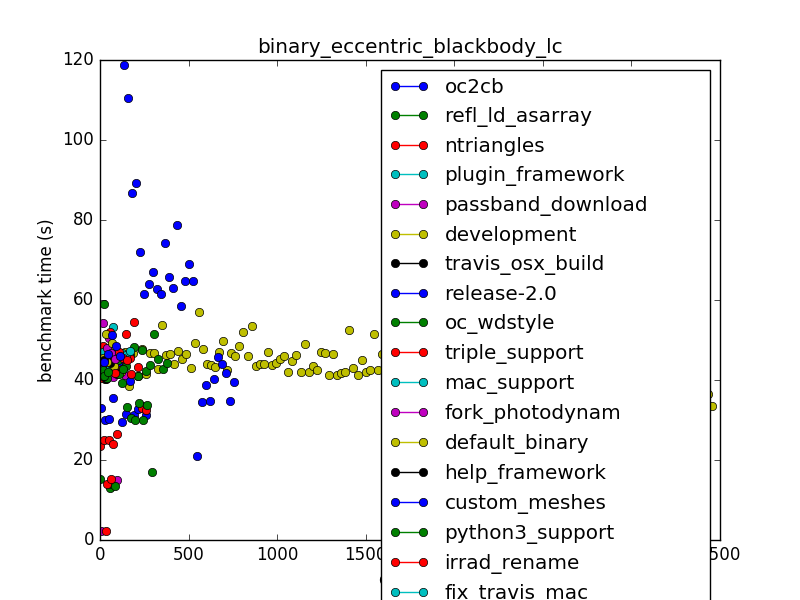 binary_eccentric_blackbody_lc
benchmark time (s)
120
100
80
60
40
20
0
0
500
1000
1500
500
oc2cb
refl_ld_asarray
ntriangles
plugin_framework
passband_download
development
travis_osx_build
release-2.0
oc_wdstyle
triple_support
mac_support
fork_photodynam
default_binary
help_framework
custom_meshes
python3_support
irrad_rename
fix_travis_mac